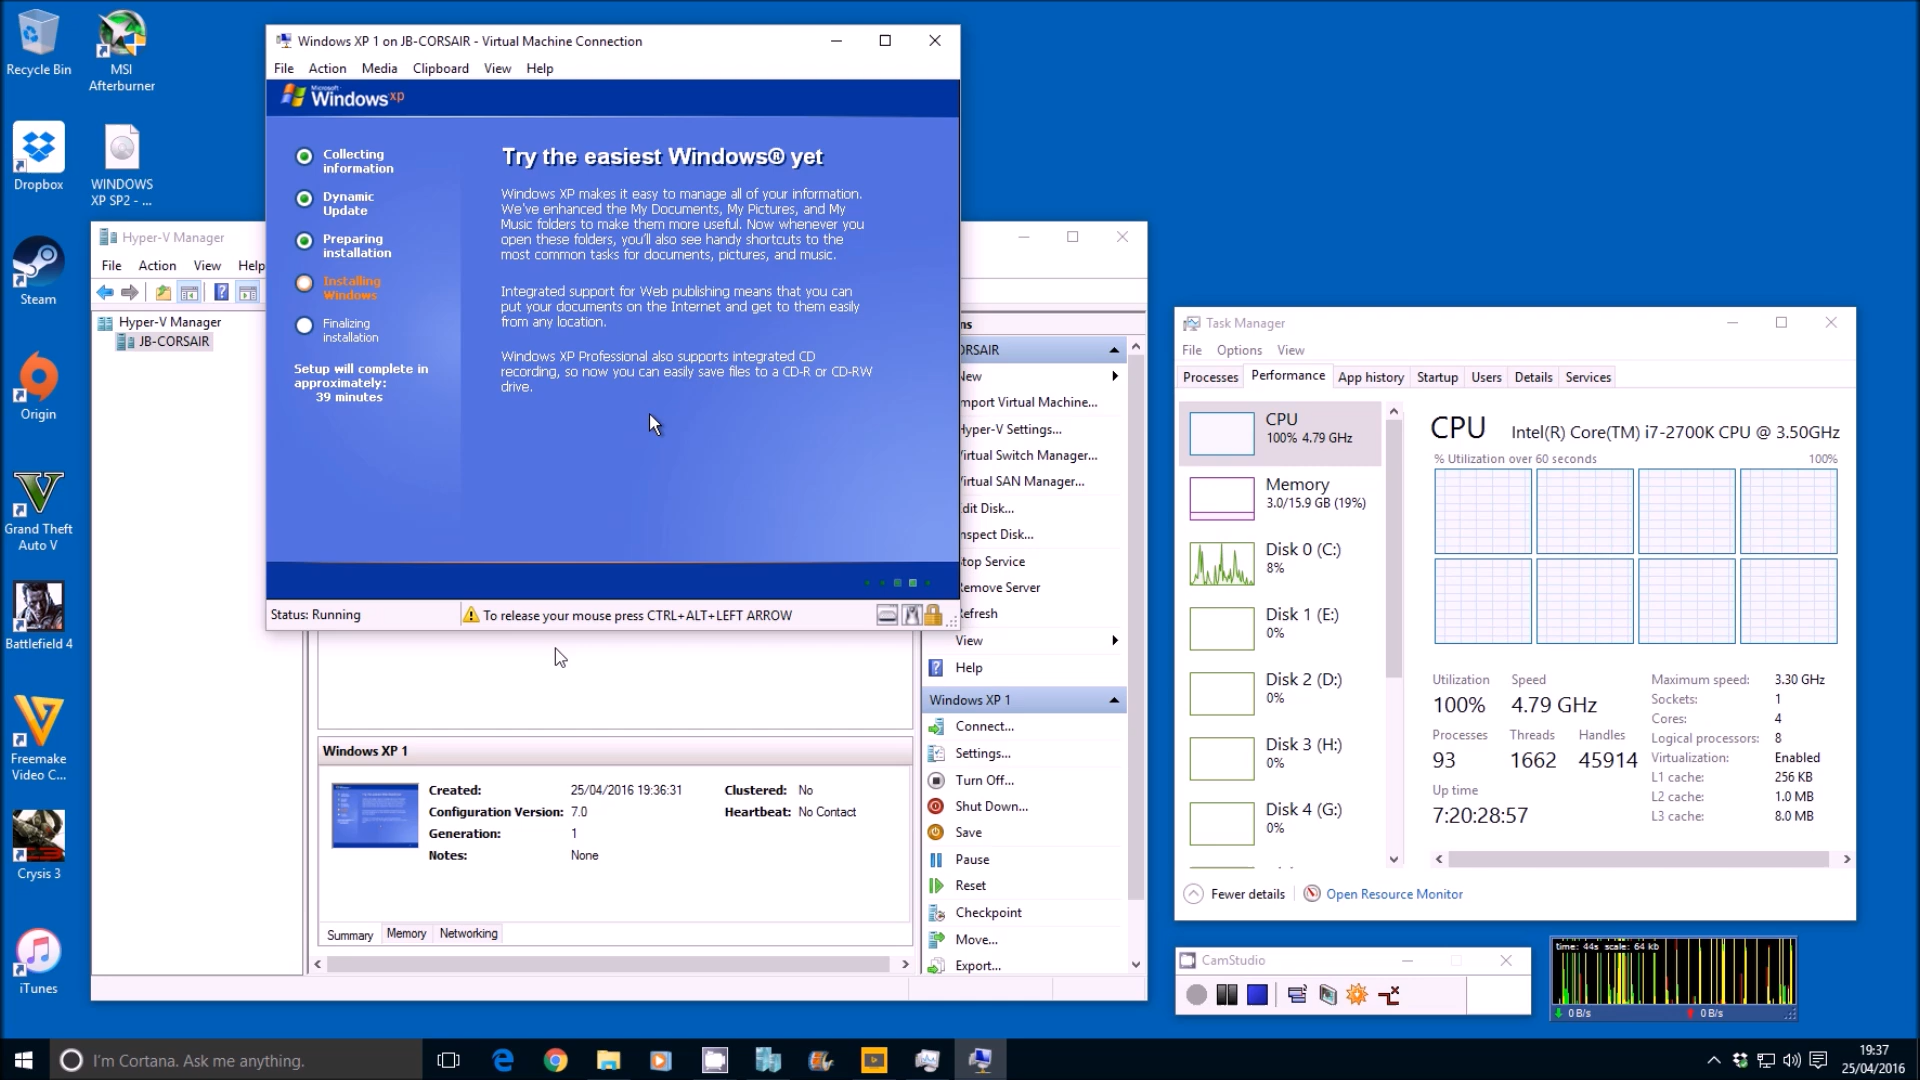 Recycle Bin
MSI
Afterburner
Dropbox
WINDOWS
XP SP2 - ...
Steam
Origin
Grand Theft
Auto V
Battlefield 4
Freemake
Video C...
Crysis 3
iTunes
Windows XP 1 on JB-CORSAIR - Virtual Machine Connection
File Action Media Clipboard View Help
Microsoft
Windows xp
Collecting
information
Dynamic
Update
Preparing
installation
Installing
Windows
Finalizing
installation
Setup will complete in
approximately:
39 minutes
Try the easiest Windows® yet
Windows XP makes it easy to manage all of your information.
We've enhanced the My Documents, My Pictures, and My
Music folders to make them more useful. Now whenever you
open these folders, you'll also see handy shortcuts to the
most common tasks for documents, pictures, and music.
Integrated support for Web publishing means that you can
put your documents on the Internet and get to them easily
from any location.
Windows XP Professional also supports integrated CD
recording, so now you can easily save files to a CD-R or CD-RW
drive.
Status: Running
To release your mouse press CTRL+ALT+LEFT ARROW
Hyper-V Manager
File Action View Help
Hyper-V Manager
JB-CORSAIR
ns
ORSAIR
New
mport Virtual Machine...
Hyper-V Settings...
Virtual Switch Manager...
Virtual SAN Manager...
dit Disk...
nspect Disk...
top Service
Remove Server
Refresh
View
Help
Windows XP 1
Connect...
Settings...
Turn Off...
Shut Down...
Save
Pause
Reset
Checkpoint
Move...
Export...
Windows XP 1
Created: 25/04/2016 19:36:31 Clustered: No
Configuration Version: 7.0 Heartbeat: No Contact
Generation: 1
Notes: None
Summary Memory Networking
Task Manager
File Options View
Processes Performance App history Startup Users Details Services
CPU
100% 4.79 GHz
Memory
3.0/15.9 GB (19%)
Disk 0 (C:)
8%
Disk 1 (E:)
0%
Disk 2 (D:)
0%
Disk 3 (H:)
0%
Disk 4 (G:)
0%
CPU Intel(R) Core(TM) i7-2700K CPU @ 3.50GHz
% Utilization over 60 seconds 100%
Utilization Speed
100% 4.79 GHz
Processes Threads Handles
93 1662 45914
Up time
7:20:28:57
Maximum speed: 3.30 GHz
Sockets: 1
Cores: 4
Logical processors: 8
Virtualization: Enabled
L1 cache: 256 KB
L2 cache: 1.0 MB
L3 cache: 8.0 MB
Fewer details Open Resource Monitor
CamStudio
time: 44s scale: 64 kb
0 B/s 0 B/s
I'm Cortana. Ask me anything.
19:37
25/04/2016